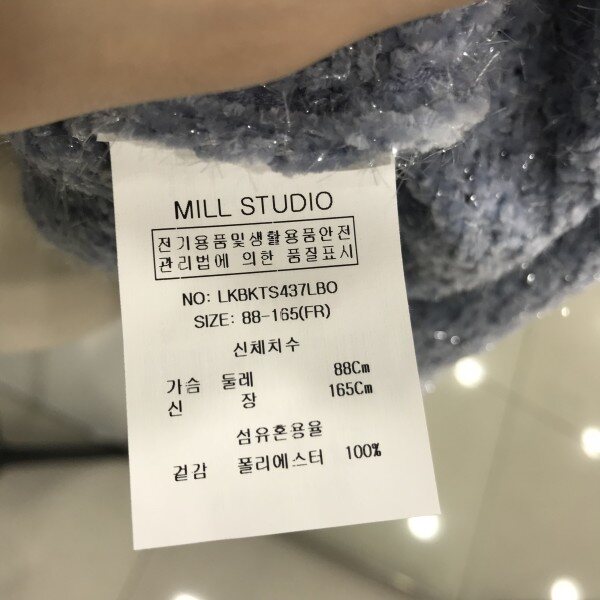 MILL STUDIO
전기용품및생활용품안전
관리법에 의한 품질표시
NO: LKBKTS437LBO
SIZE: 88-165(FR)
신체치수
가슴 둘레 88Cm
신 장 165Cm
섬유혼용율
겉감 폴리에스터 100%